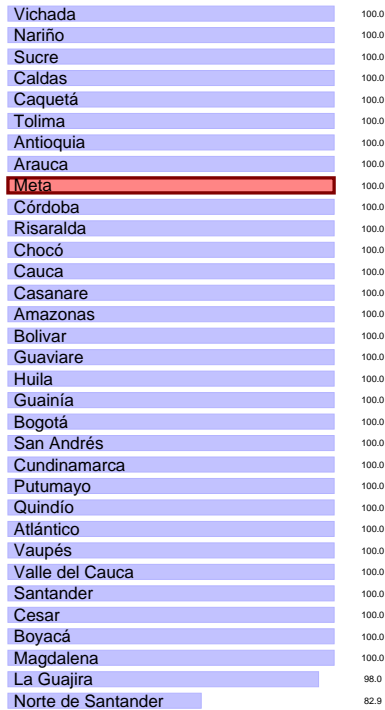 Vichada 100.0
Nariño 100.0
Sucre 100.0
Caldas 100.0
Caquetá 100.0
Tolima 100.0
Antioquia 100.0
Arauca 100.0
Meta 100.0
Córdoba 100.0
Risaralda 100.0
Chocó 100.0
Cauca 100.0
Casanare 100.0
Amazonas 100.0
Bolivar 100.0
Guaviare 100.0
Huila 100.0
Guainía 100.0
Bogotá 100.0
San Andrés 100.0
Cundinamarca 100.0
Putumayo 100.0
Quindío 100.0
Atlántico 100.0
Vaupés 100.0
Valle del Cauca 100.0
Santander 100.0
Cesar 100.0
Boyacá 100.0
Magdalena 100.0
La Guajira 98.0
Norte de Santander 82.9